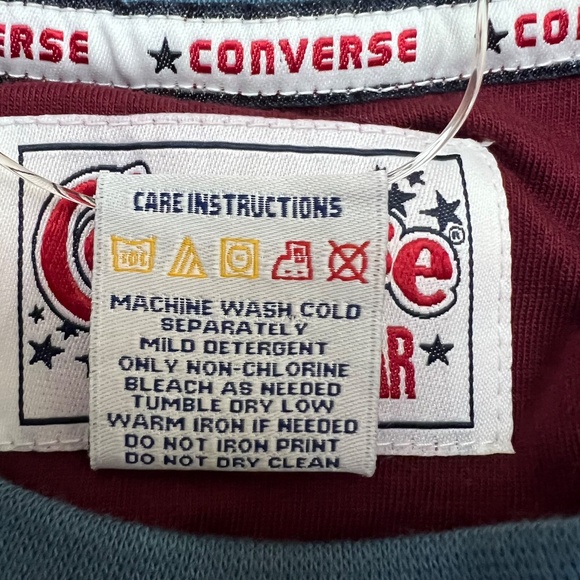 ERSE ★CONVERSE ★ CO
CARE INSTRUCTIONS
MACHINE WASH COLD
SEPARATELY
MILD DETERGENT
ONLY NON-CHLORINE
BLEACH AS NEEDED
TUMBLE DRY LOW
WARM IRON IF NEEDED
DO NOT IRON PRINT
DO NOT DRY CLEAN